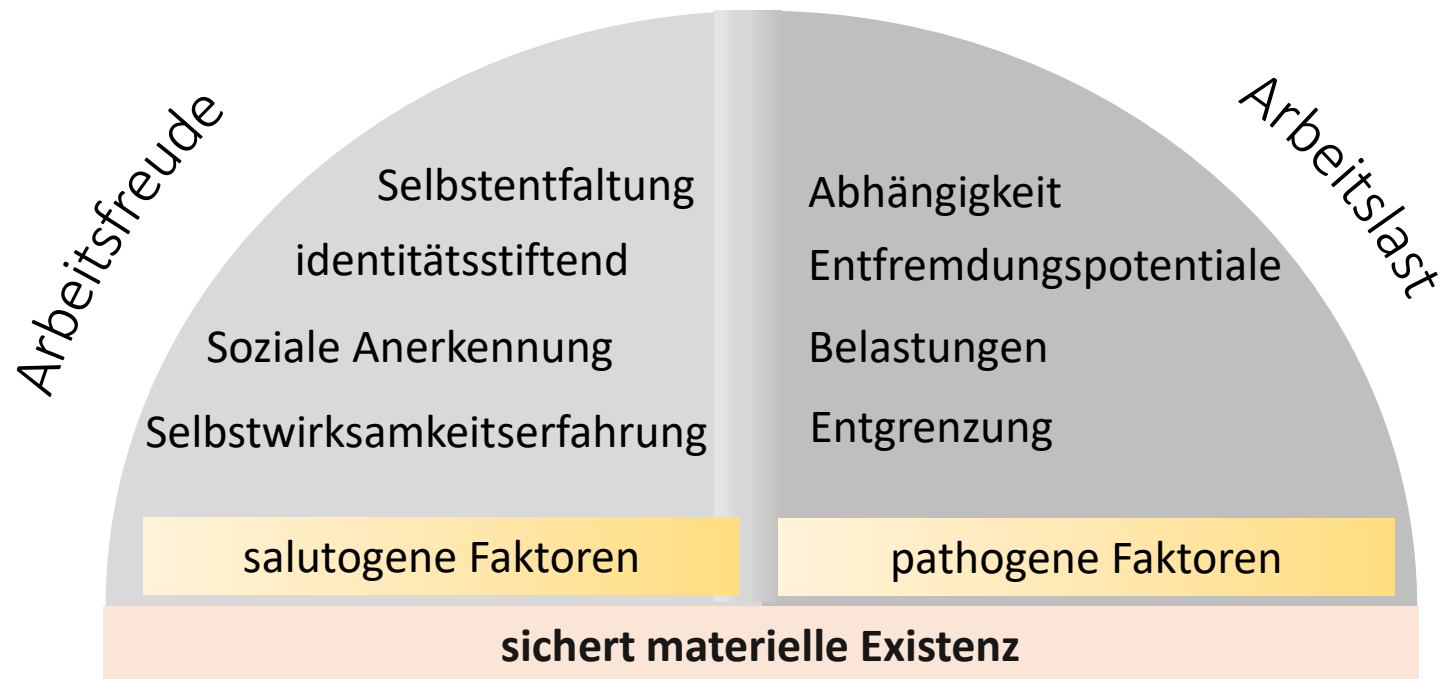 Arbeitsfreude
Selbstentfaltung
identitätsstiftend
Soziale Anerkennung
Selbstwirksamkeitserfahrung
salutogene Faktoren
Arbeitslast
Abhängigkeit
Entfremdungspotentiale
Belastungen
Entgrenzung
pathogene Faktoren
sichert materielle Existenz